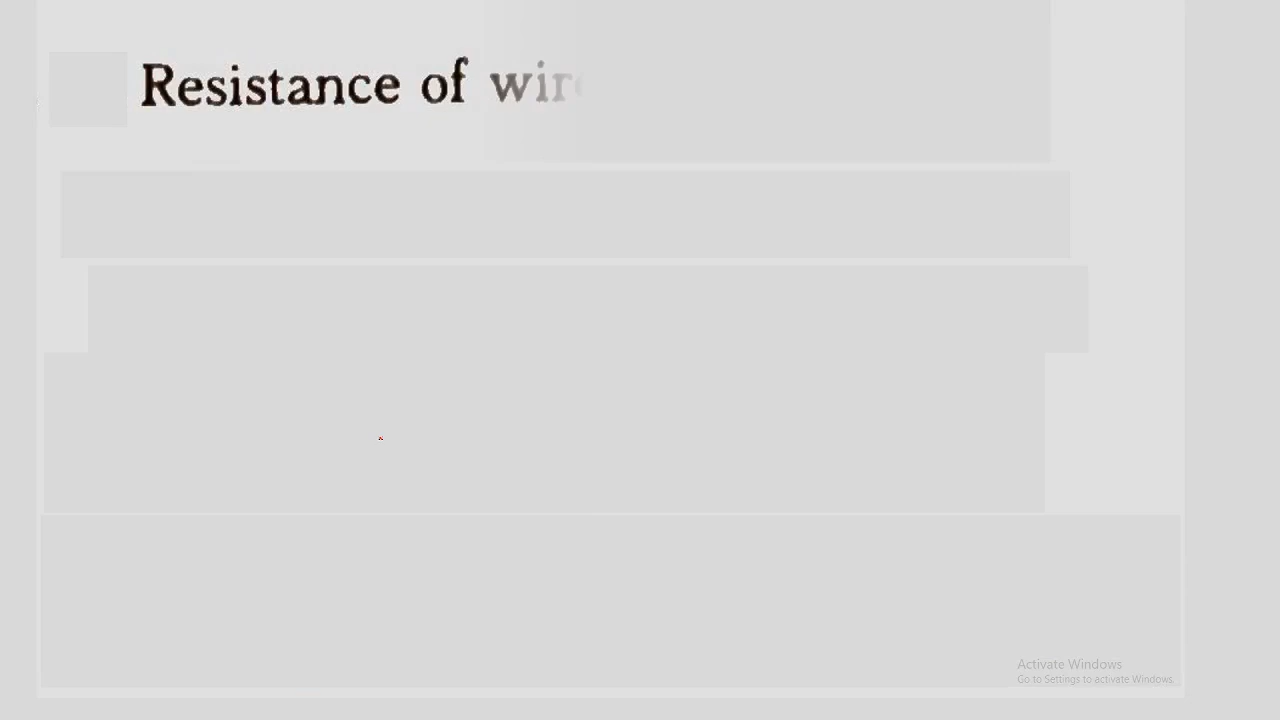 Resistance of
Activate Windows
Go to Settings to activate Windows.